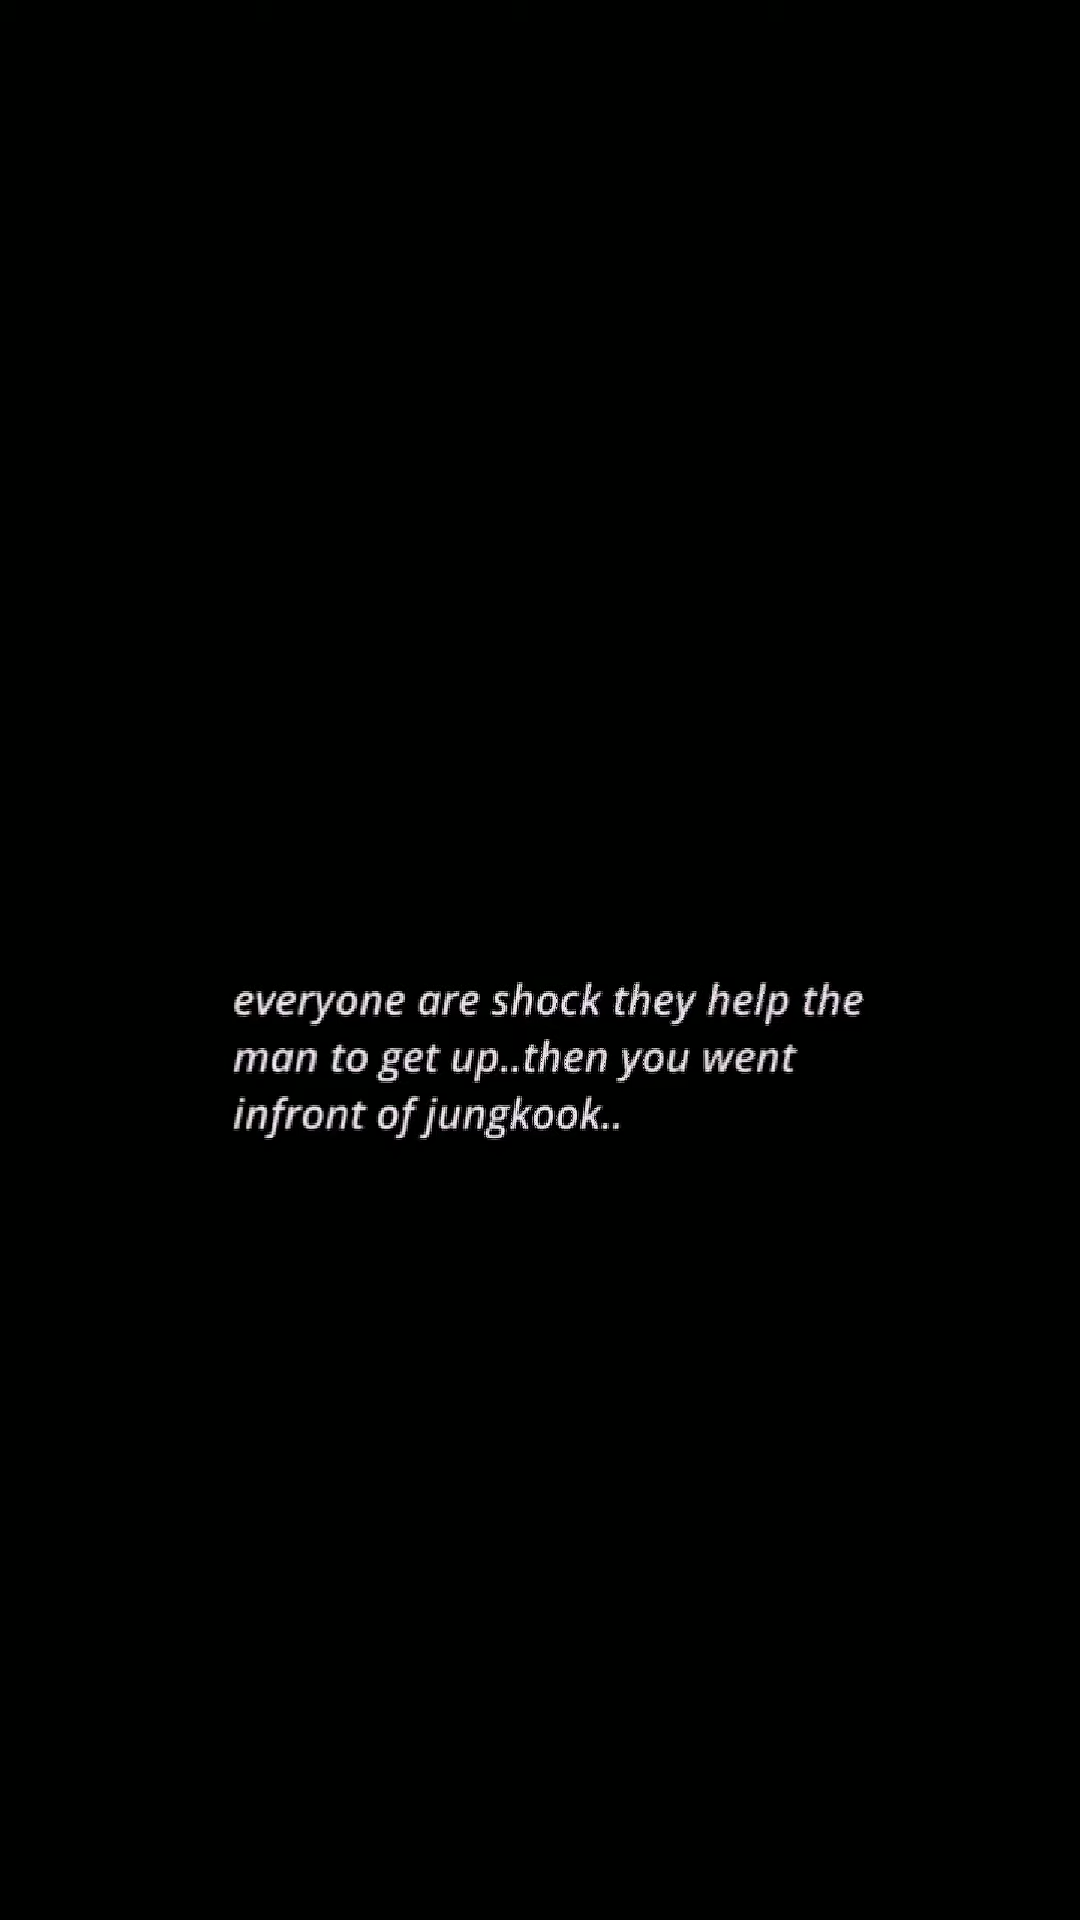 everyone are shock they help the
man to get up..then you went
infront of jungkook..